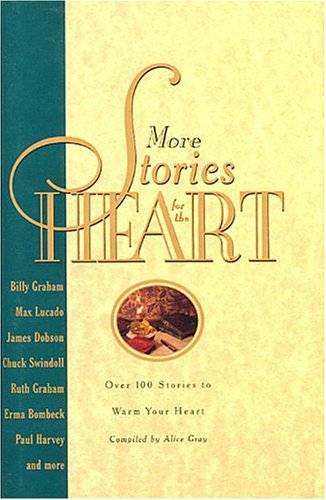 More
Stories
for the
HEART
Billy Graham
Max Lucado
James Dobson
Chuck Swindoll
Ruth Graham
Erma Bombeck
Paul Harvey
and more
Over 100 Stories to
Warm Your Heart
Compiled by Alice Gray